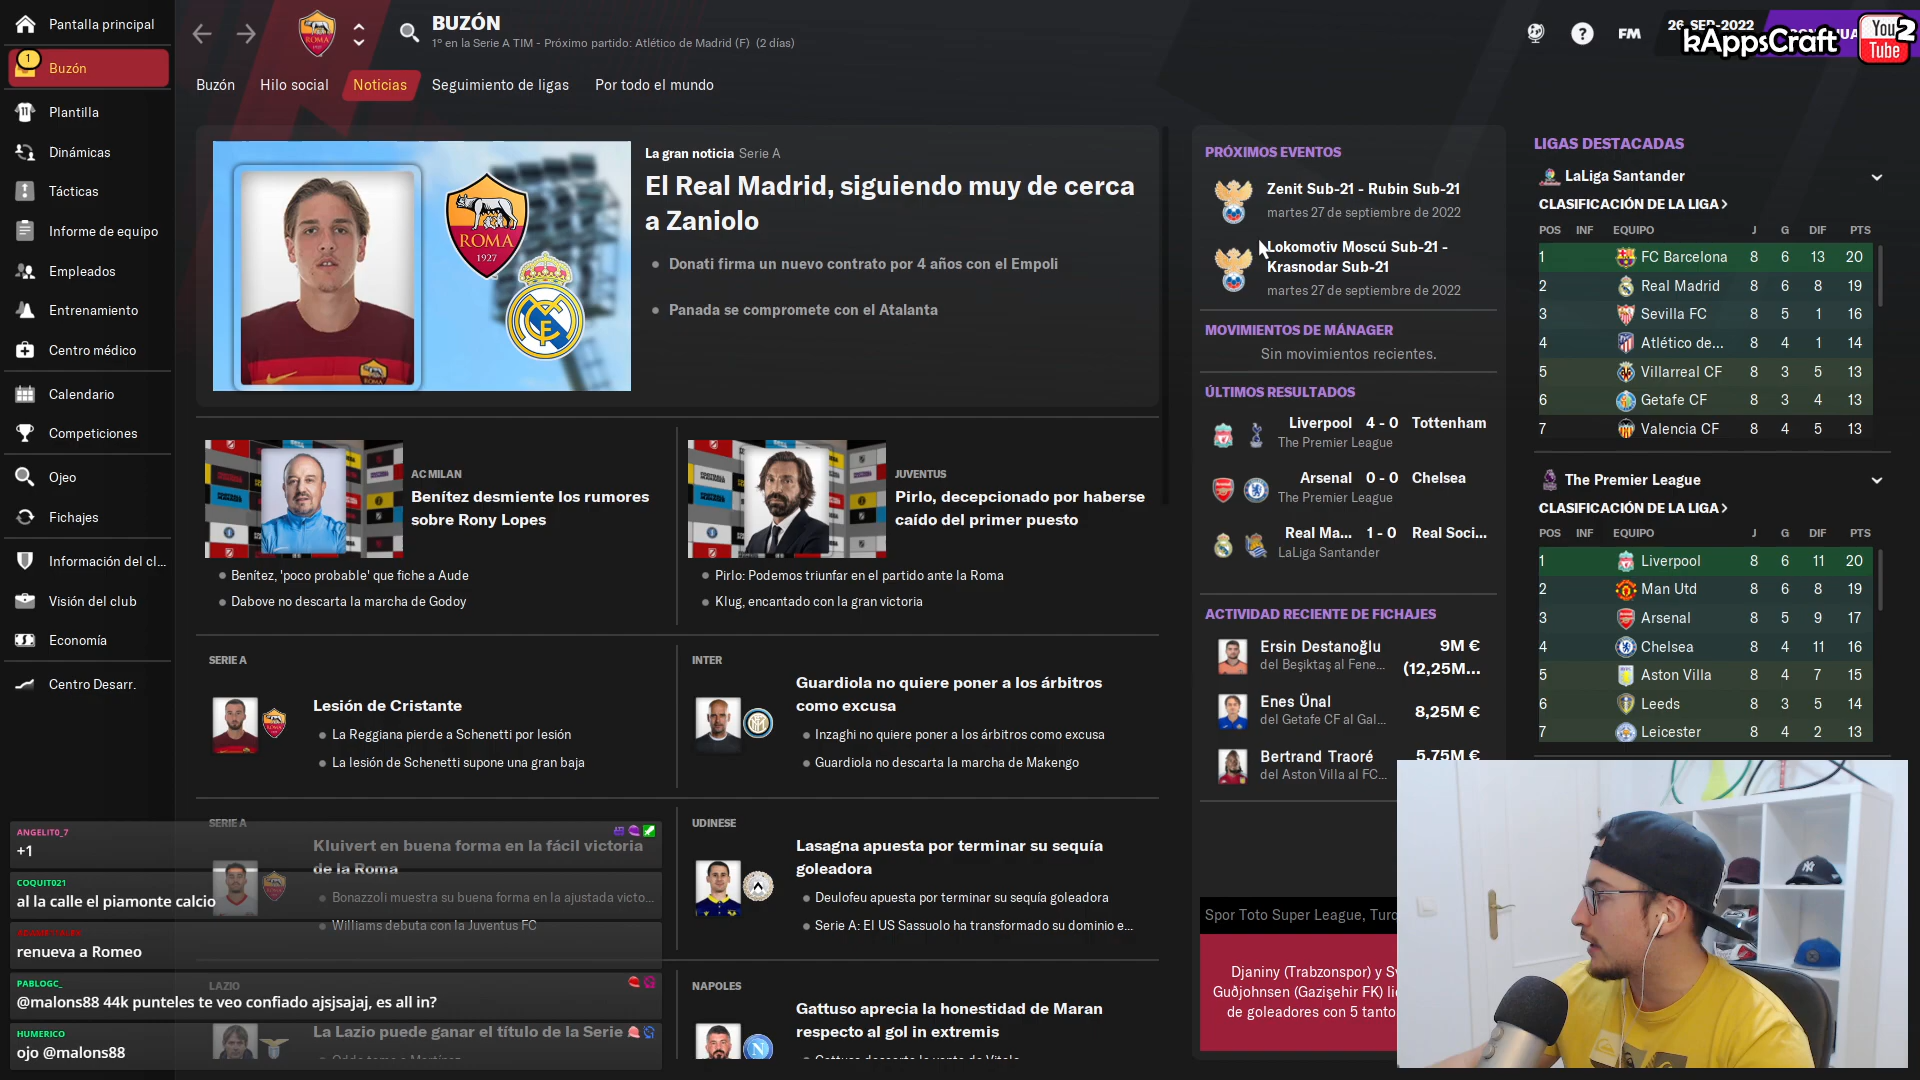 Pantalla principal
1
Buzón
Plantilla
Dinámicas
Tácticas
Informe de equipo
Empleados
Entrenamiento
Centro médico
Calendario
Competiciones
Ojeo
Fichajes
Información del cl...
Visión del club
Economía
Centro Desarr.
BUZÓN
1º en la Serie A TIM - Próximo partido: Atlético de Madrid (F) (2 días)
FM
26 SEP-2022
kAppsCraft
You2
Tube
Buzón
Hilo social
Noticias
Seguimiento de ligas
Por todo el mundo
ROMA
1927
La gran noticia Serie A
El Real Madrid, siguiendo muy de cerca
a Zaniolo
Donati firma un nuevo contrato por 4 años con el Empoli
Panada se compromete con el Atalanta
AC MILAN
Benítez desmiente los rumores
sobre Rony Lopes
Benítez, 'poco probable' que fiche a Aude
Dabove no descarta la marcha de Godoy
JUVENTUS
Pirlo, decepcionado por haberse
caído del primer puesto
Pirlo: Podemos triunfar en el partido ante la Roma
Klug, encantado con la gran victoria
SERIE A
Lesión de Cristante
La Reggiana pierde a Schenetti por lesión
La lesión de Schenetti supone una gran baja
INTER
Guardiola no quiere poner a los árbitros
como excusa
Inzaghi no quiere poner a los árbitros como excusa
Guardiola no descarta la marcha de Makengo
SERIE A
Kluivert en buena forma en la fácil victoria
de la Roma
Bonazzoli muestra su buena forma en la ajustada victo...
Williams debuta con la Juventus FC
UDINESE
Lasagna apuesta por terminar su sequía
goleadora
Deulofeu apuesta por terminar su sequía goleadora
Serie A: El US Sassuolo ha transformado su dominio e...
LAZIO
La Lazio puede ganar el título de la Serie
NAPOLES
Gattuso aprecia la honestidad de Maran
respecto al gol in extremis
ANGELIT0_7
+1
COQUIT021
al la calle el piamonte calcio
renueva a Romeo
PABLOGC_
@malons88 44k punteles te veo confiado ajsjsajaj, es all in?
HUMERICO
ojo @malons88
PRÓXIMOS EVENTOS
Zenit Sub-21 - Rubin Sub-21
martes 27 de septiembre de 2022
Lokomotiv Moscú Sub-21 -
Krasnodar Sub-21
martes 27 de septiembre de 2022
MOVIMIENTOS DE MÁNAGER
Sin movimientos recientes.
ÚLTIMOS RESULTADOS
Liverpool 4 - 0 Tottenham
The Premier League
Arsenal 0 - 0 Chelsea
The Premier League
Real Ma... 1 - 0 Real Soci...
LaLiga Santander
ACTIVIDAD RECIENTE DE FICHAJES
Ersin Destanoğlu 9M €
del Beşiktaş al Fene... (12,25M...
Enes Ünal
del Getafe CF al Gal... 8,25M €
Bertrand Traoré 5,75M €
del Aston Villa al FC...
Spor Toto Super League, Turc
Djaniny (Trabzonspor) y Sv
Guðjohnsen (Gazişehir FK) li
de goleadores con 5 tanto
LIGAS DESTACADAS
LaLiga Santander
CLASIFICACIÓN DE LA LIGA >
POS INF EQUIPO J G DIF PTS
1 FC Barcelona 8 6 13 20
2 Real Madrid 8 6 8 19
3 Sevilla FC 8 5 1 16
4 Atlético de... 8 4 1 14
5 Villarreal CF 8 3 5 13
6 Getafe CF 8 3 4 13
7 Valencia CF 8 4 5 13
The Premier League
CLASIFICACIÓN DE LA LIGA >
POS INF EQUIPO J G DIF PTS
1 Liverpool 8 6 11 20
2 Man Utd 8 6 8 19
3 Arsenal 8 5 9 17
4 Chelsea 8 4 11 16
5 Aston Villa 8 4 7 15
6 Leeds 8 3 5 14
7 Leicester 8 4 2 13